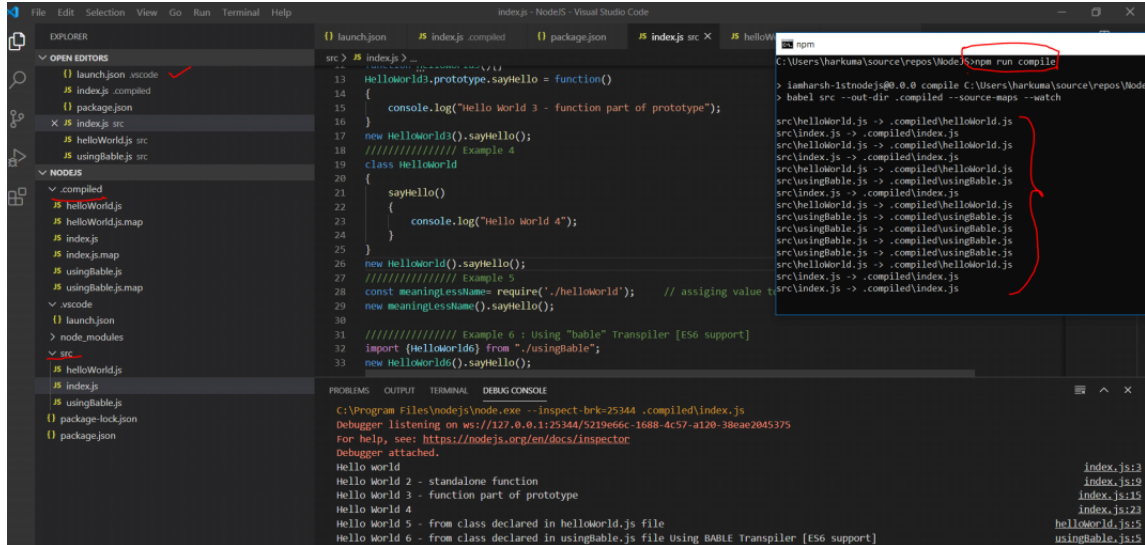 File Edit Selection View Go Run Terminal Help
index.js - NodeJS - Visual Studio Code
EXPLORER
OPEN EDITORS
{} launch.json .vscode
JS index.js .compiled
{} package.json
× JS index.js src
JS helloWorld.js src
JS usingBable.js src
NODEJS
.compiled
JS helloWorld.js
JS helloWorld.js.map
JS index.js
JS index.js.map
JS usingBable.js
JS usingBable.js.map
.vscode
{} launch.json
node_modules
src
JS helloWorld.js
JS index.js
JS usingBable.js
{} package-lock.json
{} package.json
{} launch.json JS index.js .compiled {} package.json JS index.js src × JS helloW
src > JS index.js > ...
13 HelloWorld3.prototype.sayHello = function()
14 {
15 console.log("Hello World 3 - function part of prototype");
16 }
17 new HelloWorld3().sayHello();
18 //////////////// Example 4
19 class HelloWorld
20 {
21 sayHello()
22 {
23 console.log("Hello World 4");
24 }
25 }
26 new HelloWorld().sayHello();
27 //////////////// Example 5
28 const meaningLessName= require('./helloWorld'); // assiging value to
29 new meaningLessName().sayHello();
30
31 //////////////// Example 6 : Using "bable" Transpiler [ES6 support]
32 import {HelloWorld6} from "./usingBable";
33 new HelloWorld6().sayHello();
npm
C:\Users\harkuma\source\repos\NodeJS>npm run compile
> iamharsh-1stnodejs@0.0.0 compile C:\Users\harkuma\source\repos\Node
> babel src --out-dir .compiled --source-maps --watch
src\helloWorld.js -> .compiled\helloWorld.js
src\index.js -> .compiled\index.js
src\helloWorld.js -> .compiled\helloWorld.js
src\index.js -> .compiled\index.js
src\helloWorld.js -> .compiled\helloWorld.js
src\usingBable.js -> .compiled\usingBable.js
src\index.js -> .compiled\index.js
src\helloWorld.js -> .compiled\helloWorld.js
src\usingBable.js -> .compiled\usingBable.js
src\usingBable.js -> .compiled\usingBable.js
src\usingBable.js -> .compiled\usingBable.js
src\helloWorld.js -> .compiled\helloWorld.js
src\index.js -> .compiled\index.js
src\index.js -> .compiled\index.js
PROBLEMS OUTPUT TERMINAL DEBUG CONSOLE
C:\Program Files\nodejs\node.exe --inspect-brk=25344 .compiled\index.js
Debugger listening on ws://127.0.0.1:25344/5219e66c-1688-4c57-a120-38eae2045375
For help, see: https://nodejs.org/en/docs/inspector
Debugger attached.
Hello world index.js:3
Hello World 2 - standalone function index.js:9
Hello World 3 - function part of prototype index.js:15
Hello World 4 index.js:23
Hello World 5 - from class declared in helloWorld.js file helloWorld.js:5
Hello World 6 - from class declared in usingBable.js file Using BABLE Transpiler [ES6 support] usingBable.js:5